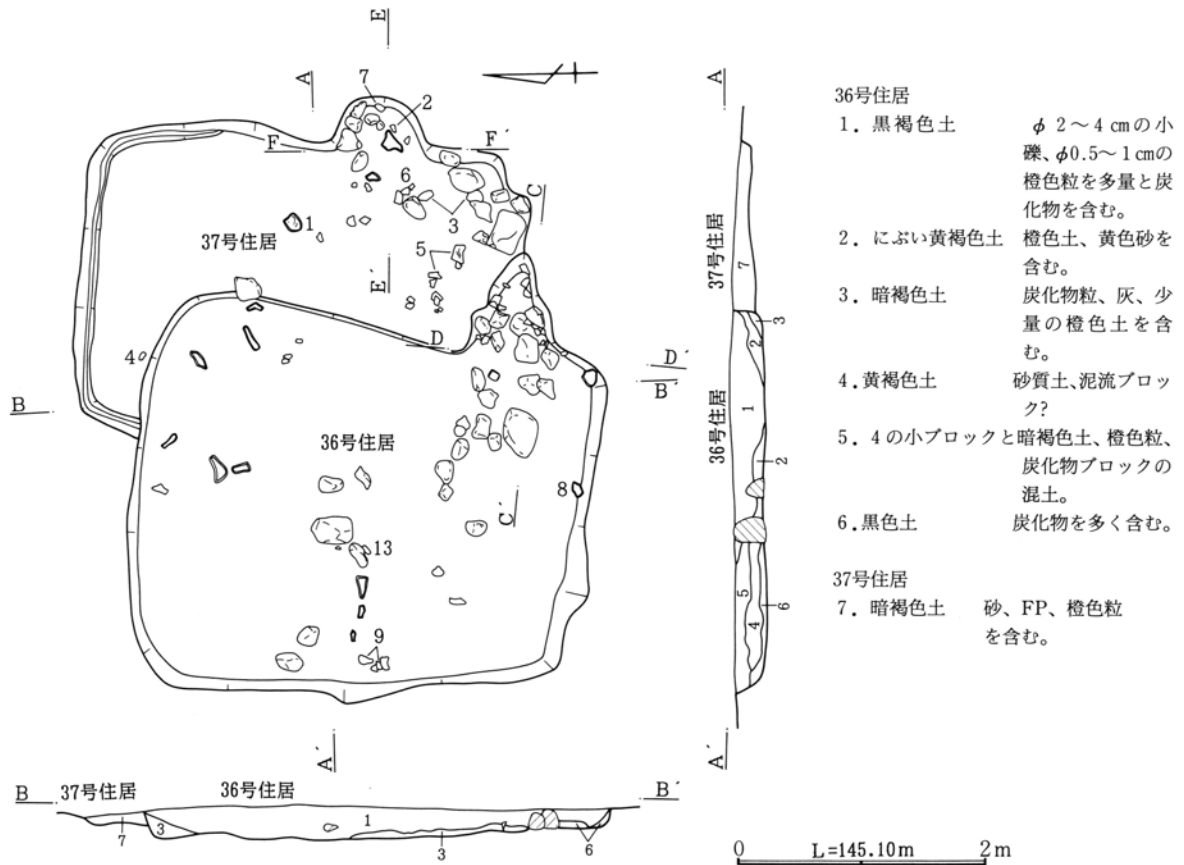 E
A
7
2
F
F´
6
3
C
1
37号住居
5
E´
8
D
4
D´
B
B´
36号住居
8
C´
13
9
A´
A
37号住居
7
3
2
36号住居
1
2
5
4
6
A´
B
37号住居
36号住居
B´
7
3
1
3
6
36号住居
1．黒褐色土 φ 2～4 cmの小
礫、φ0.5～1 cmの
橙色粒を多量と炭
化物を含む。
2．にぶい黄褐色土 橙色土、黄色砂を
含む。
3．暗褐色土 炭化物粒、灰、少
量の橙色土を含
む。
4．黄褐色土 砂質土、泥流ブロッ
ク?
5．4の小ブロックと暗褐色土、橙色粒、
炭化物ブロックの
混土。
6．黒色土 炭化物を多く含む。
37号住居
7．暗褐色土 砂、FP、橙色粒
を含む。
0 L=145.10m 2m